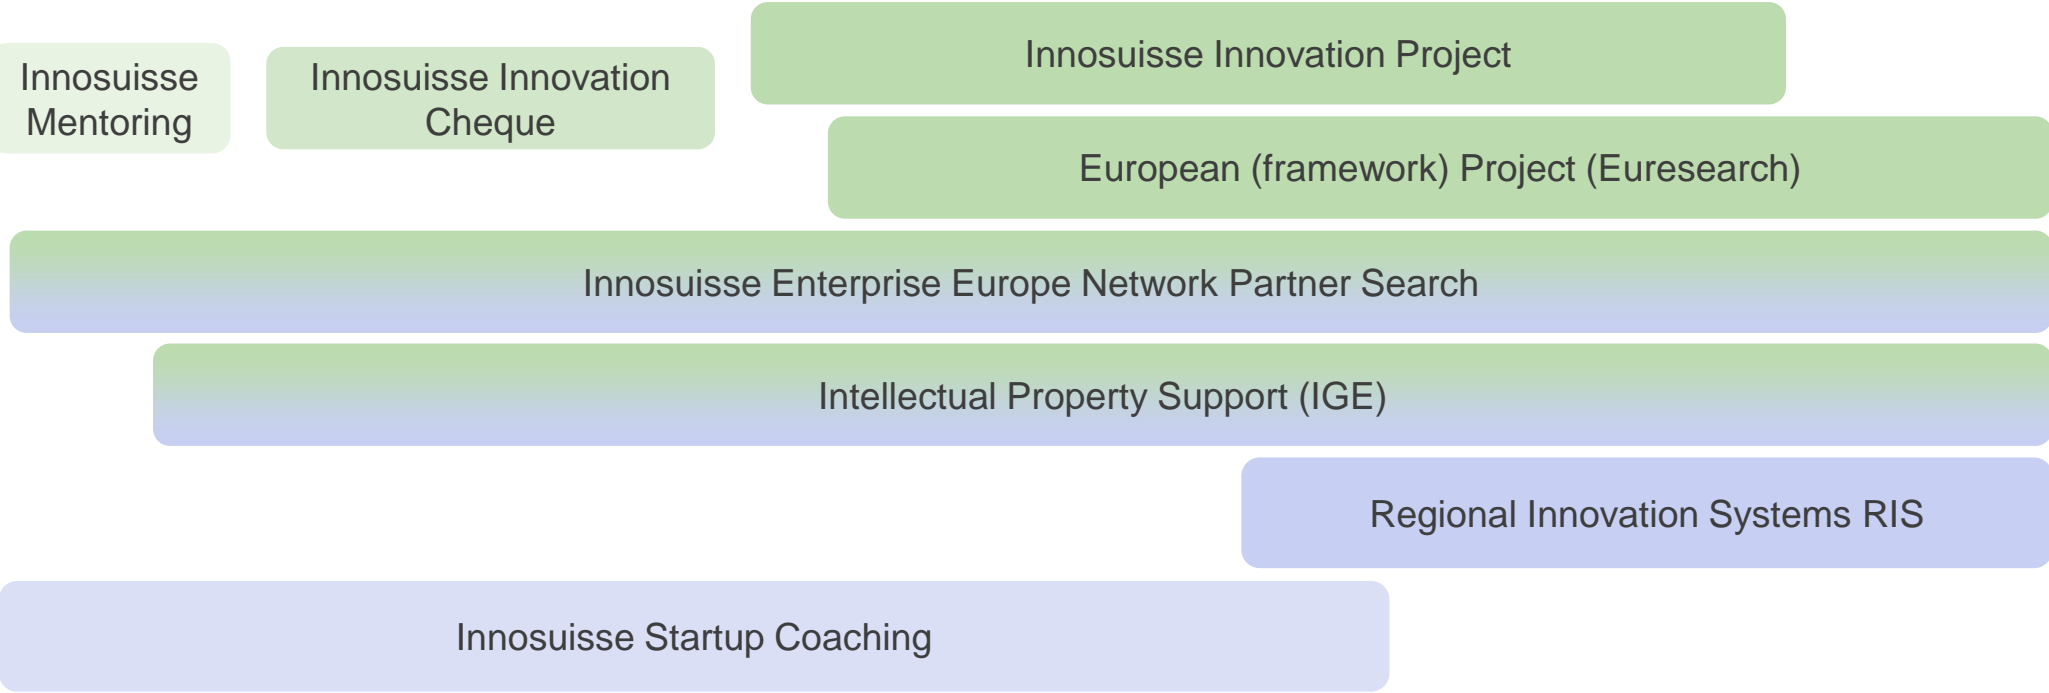 Innosuisse
Mentoring
Innosuisse Innovation
Cheque
Innosuisse Innovation Project
European (framework) Project (Euresearch)
Innosuisse Enterprise Europe Network Partner Search
Intellectual Property Support (IGE)
Regional Innovation Systems RIS
Innosuisse Startup Coaching